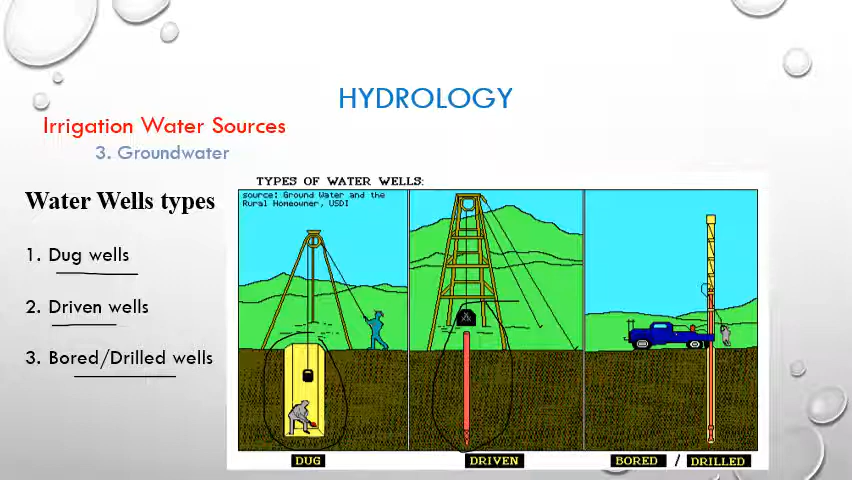 HYDROLOGY
Irrigation Water Sources
3. Groundwater
Water Wells types
1. Dug wells
2. Driven wells
3. Bored/Drilled wells
TYPES OF WATER WELLS:
source: Ground Water and the
Rural Homeowner, USDI
DUG
DRIVEN
BORED / DRILLED